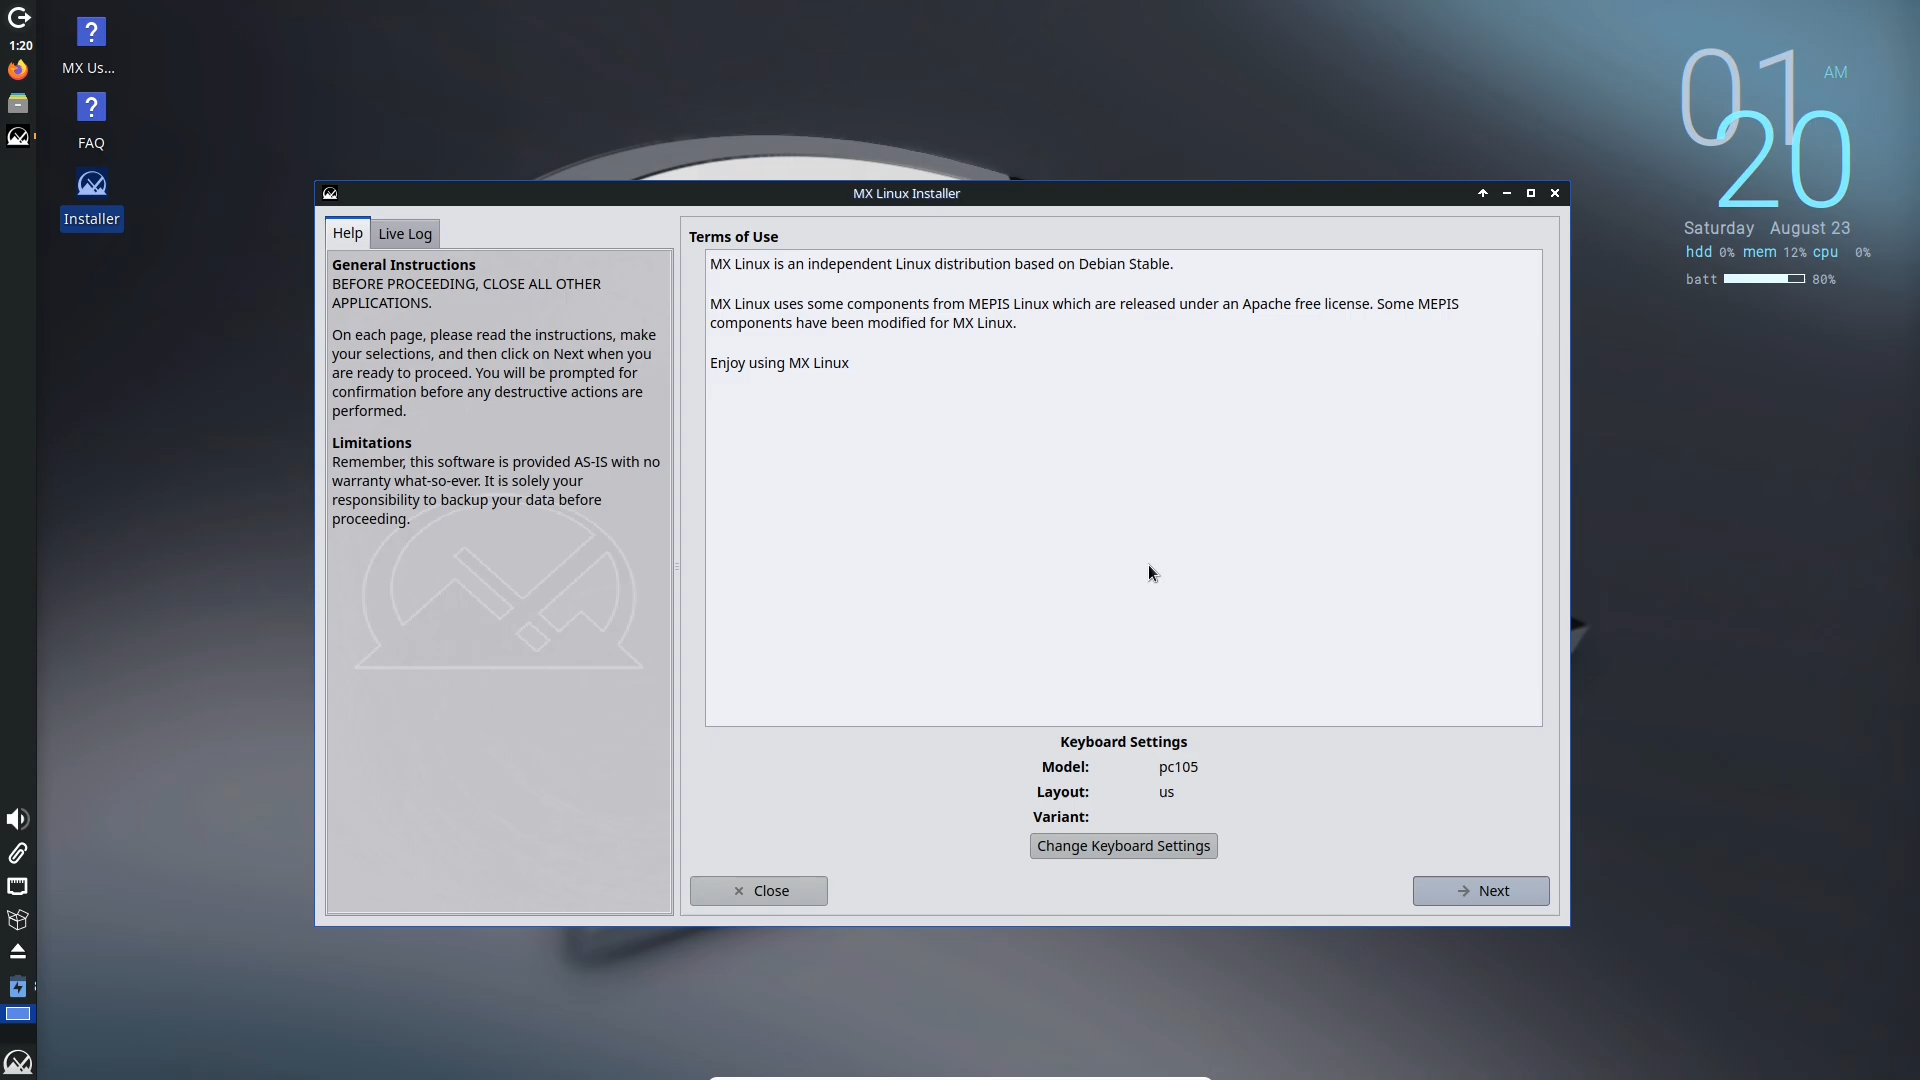 1:20
MX Us...
FAQ
Installer
01
AM
20
Saturday August 23
hdd 0% mem 12% cpu 0%
batt 80%
MX Linux Installer
Help
Live Log
General Instructions
BEFORE PROCEEDING, CLOSE ALL OTHER
APPLICATIONS.
On each page, please read the instructions, make
your selections, and then click on Next when you
are ready to proceed. You will be prompted for
confirmation before any destructive actions are
performed.
Limitations
Remember, this software is provided AS-IS with no
warranty what-so-ever. It is solely your
responsibility to backup your data before
proceeding.
Terms of Use
MX Linux is an independent Linux distribution based on Debian Stable.
MX Linux uses some components from MEPIS Linux which are released under an Apache free license. Some MEPIS
components have been modified for MX Linux.
Enjoy using MX Linux
Keyboard Settings
Model: pc105
Layout: us
Variant:
Change Keyboard Settings
Close
Next